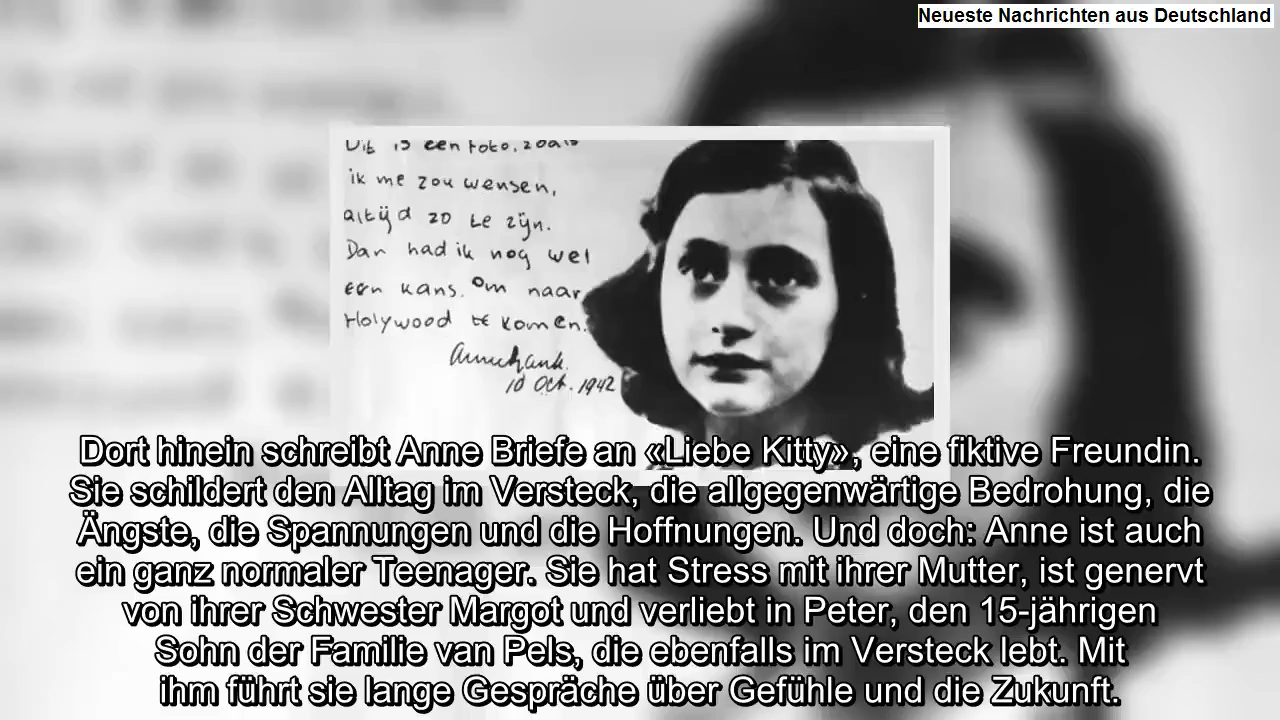 Neueste Nachrichten aus Deutschland
Dit is een foto, zoals
ik me zou wensen,
altijd zo te zijn.
Dan had ik nog wel
een kans om naar
Holywood te komen.
Annefrank.
10 Oct. 1942
Dort hinein schreibt Anne Briefe an «Liebe Kitty», eine fiktive Freundin.
Sie schildert den Alltag im Versteck, die allgegenwärtige Bedrohung, die
Ängste, die Spannungen und die Hoffnungen. Und doch: Anne ist auch
ein ganz normaler Teenager. Sie hat Stress mit ihrer Mutter, ist genervt
von ihrer Schwester Margot und verliebt in Peter, den 15-jährigen
Sohn der Familie van Pels, die ebenfalls im Versteck lebt. Mit
ihm führt sie lange Gespräche über Gefühle und die Zukunft.